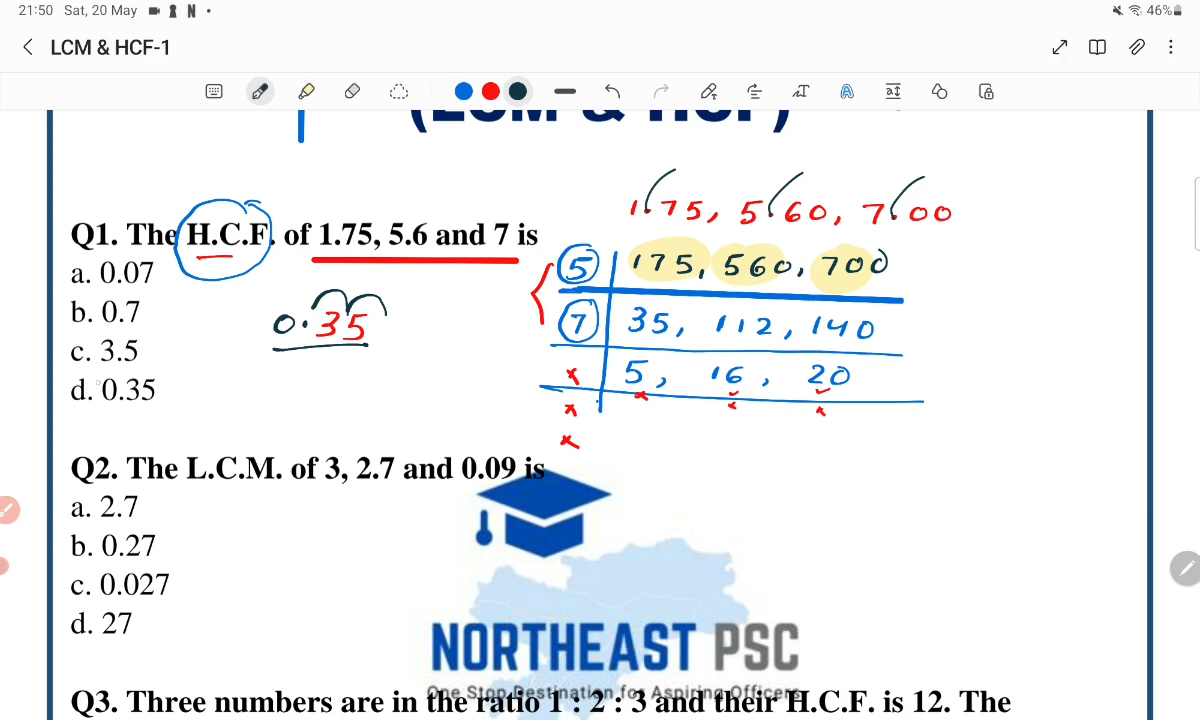 21:50 Sat, 20 May N • 46%
LCM & HCF-1
(LCM & HCF)
1.75, 5.60, 7.00
Q1. The H.C.F. of 1.75, 5.6 and 7 is
5 175, 560, 700
a. 0.07
b. 0.7
0.35
7 35, 112, 140
c. 3.5
5, 16, 20
d. 0.35
Q2. The L.C.M. of 3, 2.7 and 0.09 is
a. 2.7
b. 0.27
c. 0.027
d. 27
NORTHEAST PSC
One Stop Destination for Aspiring Officers
Q3. Three numbers are in the ratio 1 : 2 : 3 and their H.C.F. is 12. The